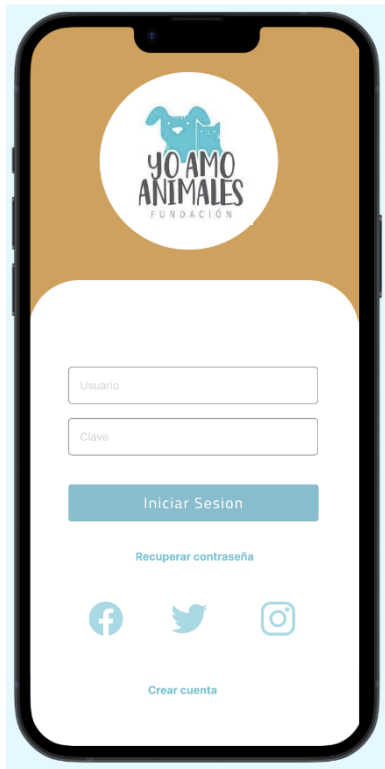 YO AMO
ANIMALES
FUNDACIÓN
Usuario
Clave
Iniciar Sesion
Recuperar contraseña
Crear cuenta